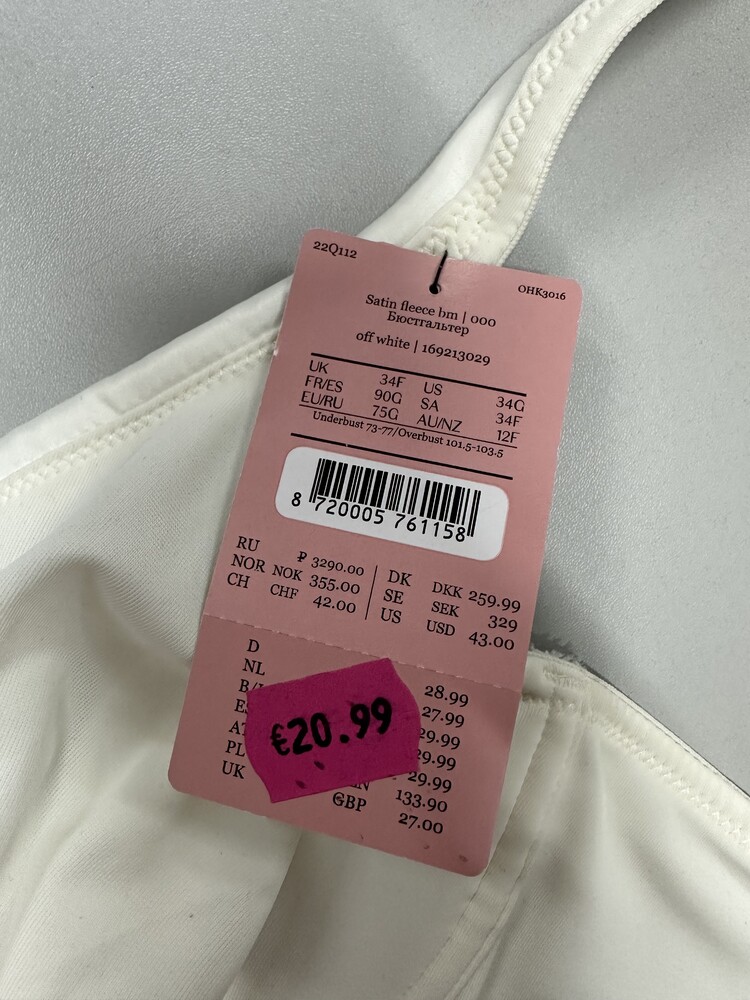 22Q112
OHK3016
Satin fleece bm | 000
Бюстгальтер
off white | 169213029
UK 34F US 34G
FR/ES 90G SA 34F
EU/RU 75G AU/NZ 12F
Underbust 73-77/Overbust 101.5-103.5
8 720005 761158
RU ₽ 3290.00 DK DKK 259.99
NOR NOK 355.00 SE SEK 329
CH CHF 42.00 US USD 43.00
D 28.99
NL 27.99
29.99
29.99
29.99
PL 133.90
UK GBP 27.00
€20.99